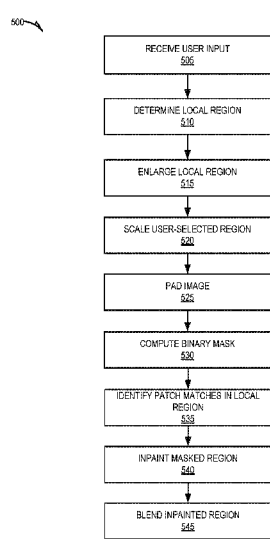 500
RECEIVE USER INPUT
505
DETERMINE LOCAL REGION
510
ENLARGE LOCAL REGION
515
SCALE USER-SELECTED REGION
520
PAD IMAGE
525
COMPUTE BINARY MASK
530
IDENTIFY PATCH MATCHES IN LOCAL
REGION
535
INPAINT MASKED REGION
540
BLEND INPAINTED REGION
545